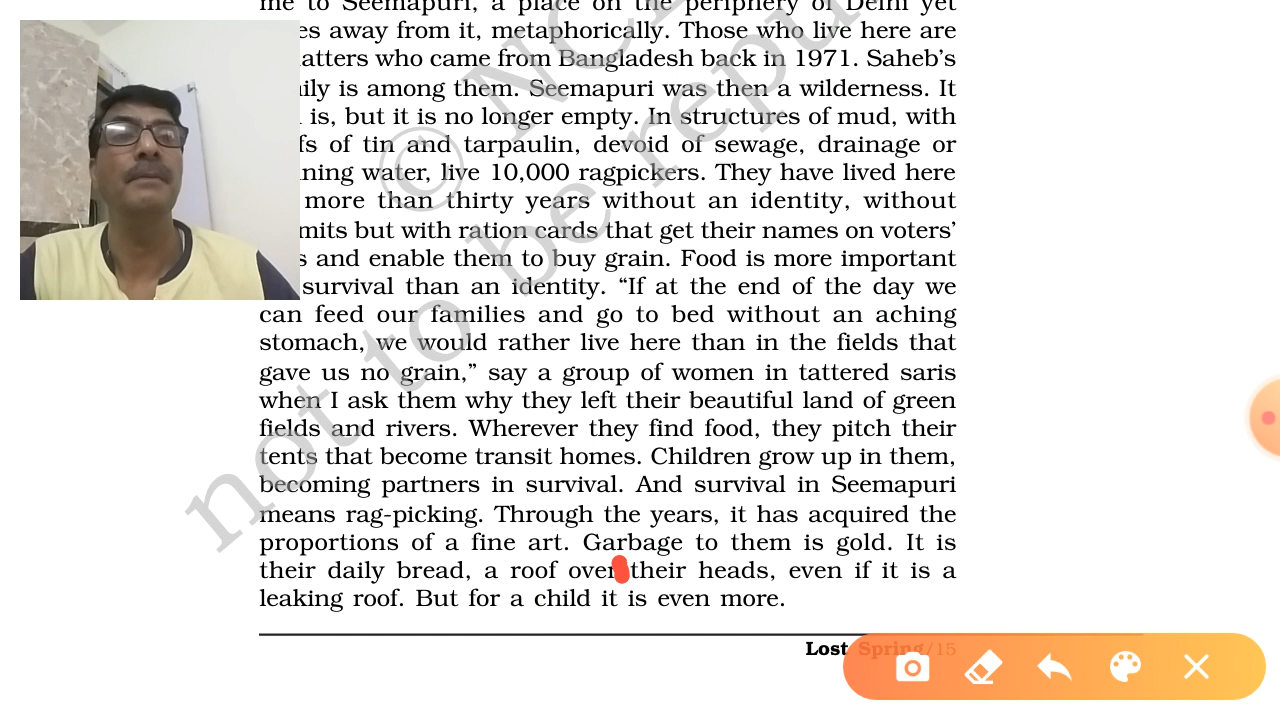 me to Seemapuri, a place on the periphery of Delhi yet
es away from it, metaphorically. Those who live here are
atters who came from Bangladesh back in 1971. Saheb’s
ily is among them. Seemapuri was then a wilderness. It
is, but it is no longer empty. In structures of mud, with
fs of tin and tarpaulin, devoid of sewage, drainage or
ning water, live 10,000 ragpickers. They have lived here
more than thirty years without an identity, without
mits but with ration cards that get their names on voters’
s and enable them to buy grain. Food is more important
survival than an identity. “If at the end of the day we
can feed our families and go to bed without an aching
stomach, we would rather live here than in the fields that
gave us no grain,” say a group of women in tattered saris
when I ask them why they left their beautiful land of green
fields and rivers. Wherever they find food, they pitch their
tents that become transit homes. Children grow up in them,
becoming partners in survival. And survival in Seemapuri
means rag-picking. Through the years, it has acquired the
proportions of a fine art. Garbage to them is gold. It is
their daily bread, a roof over their heads, even if it is a
leaking roof. But for a child it is even more.
Lost Spring/15
© NC
not to be repu